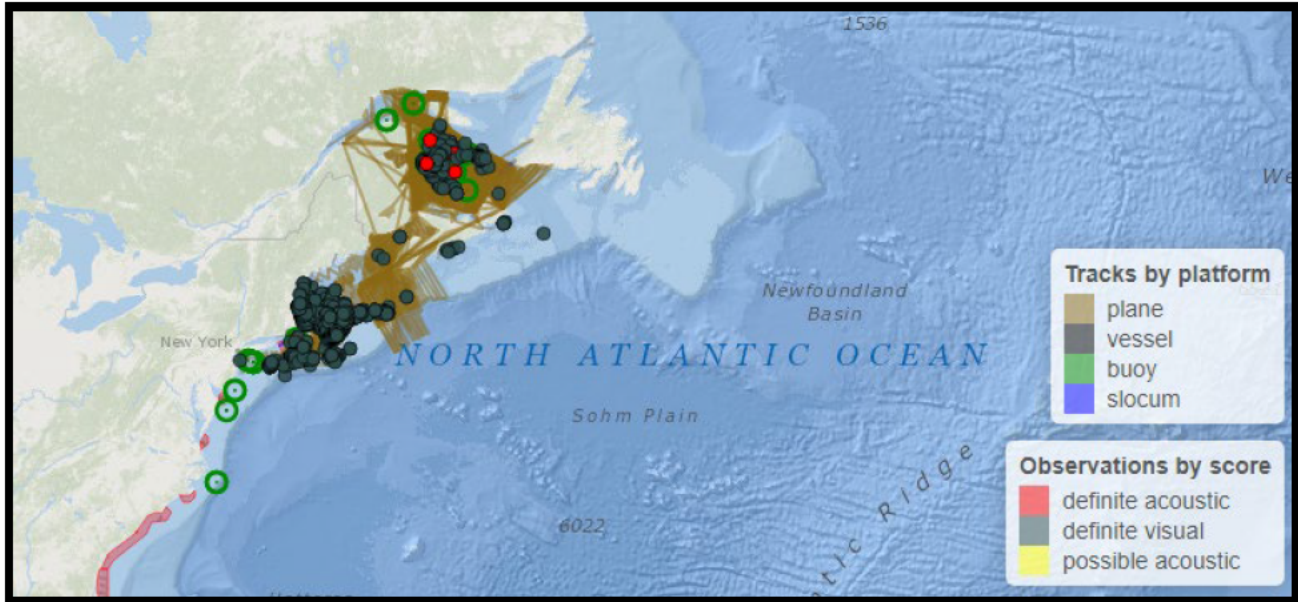 1536
We
Newfoundland
Basin
New York
NORTH ATLANTIC OCEAN
Sohm Plain
Ridge
6022
Tracks by platform
plane
vessel
buoy
slocum
Observations by score
definite acoustic
definite visual
possible acoustic